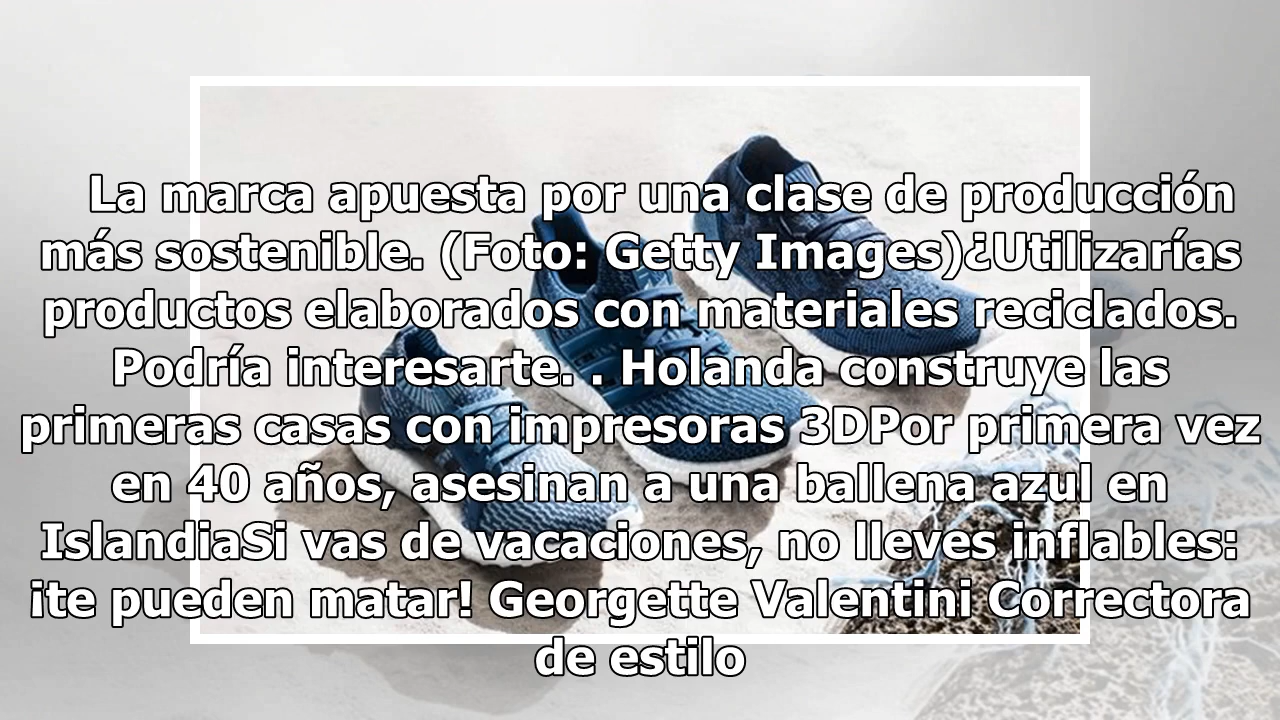 La marca apuesta por una clase de producción
más sostenible. (Foto: Getty Images)¿Utilizarías
productos elaborados con materiales reciclados.
Podría interesarte. . Holanda construye las
primeras casas con impresoras 3DPor primera vez
en 40 años, asesinan a una ballena azul en
IslandiaSi vas de vacaciones, no lleves inflables:
¡te pueden matar! Georgette Valentini Correctora
de estilo